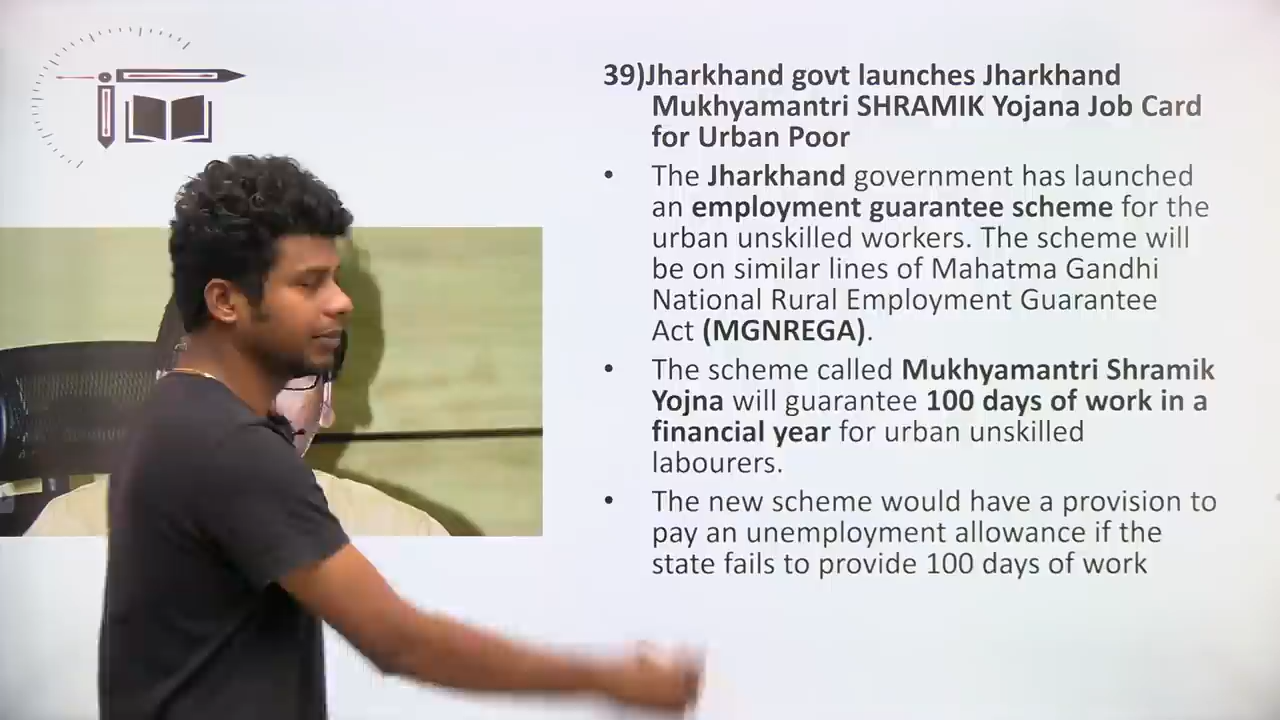 39)Jharkhand govt launches Jharkhand
Mukhyamantri SHRAMIK Yojana Job Card
for Urban Poor
• The Jharkhand government has launched
an employment guarantee scheme for the
urban unskilled workers. The scheme will
be on similar lines of Mahatma Gandhi
National Rural Employment Guarantee
Act (MGNREGA).
• The scheme called Mukhyamantri Shramik
Yojna will guarantee 100 days of work in a
financial year for urban unskilled
labourers.
• The new scheme would have a provision to
pay an unemployment allowance if the
state fails to provide 100 days of work